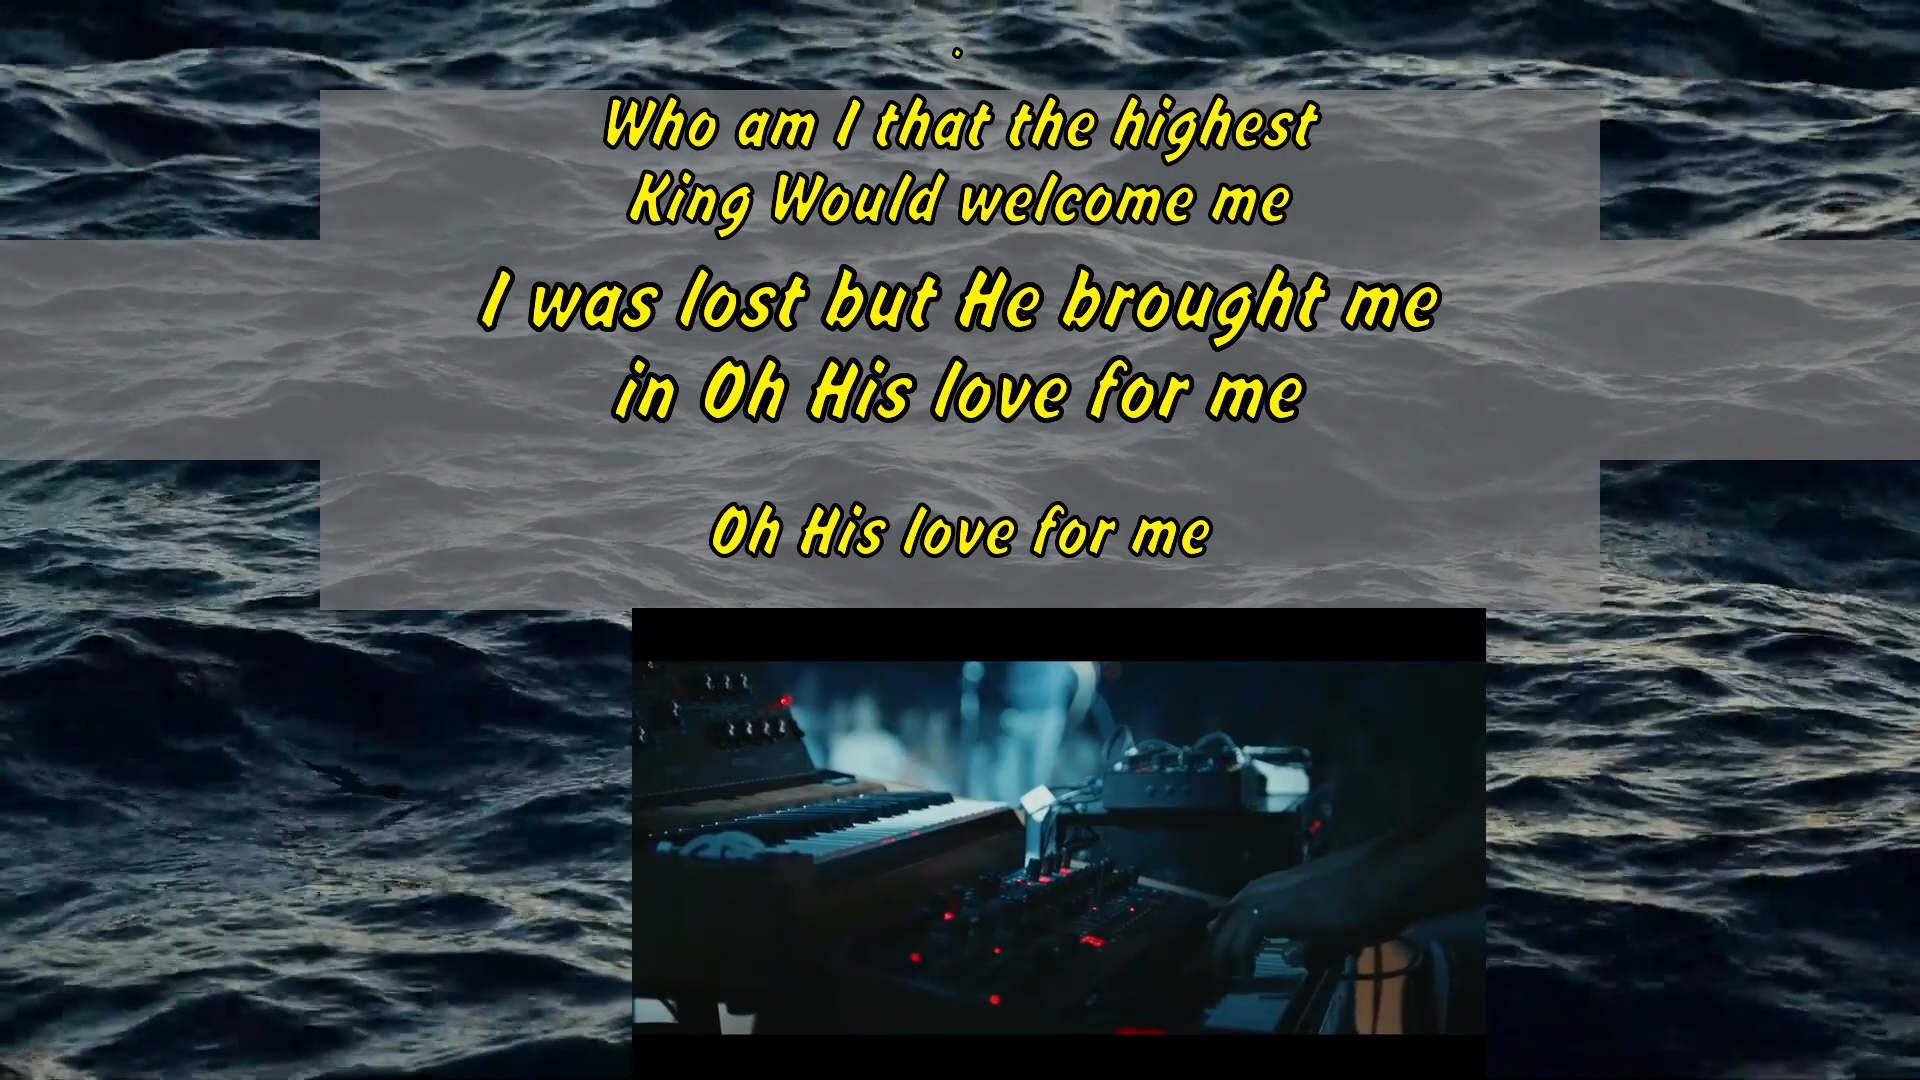 .
Who am I that the highest
King Would welcome me
I was lost but He brought me
in Oh His love for me
Oh His love for me